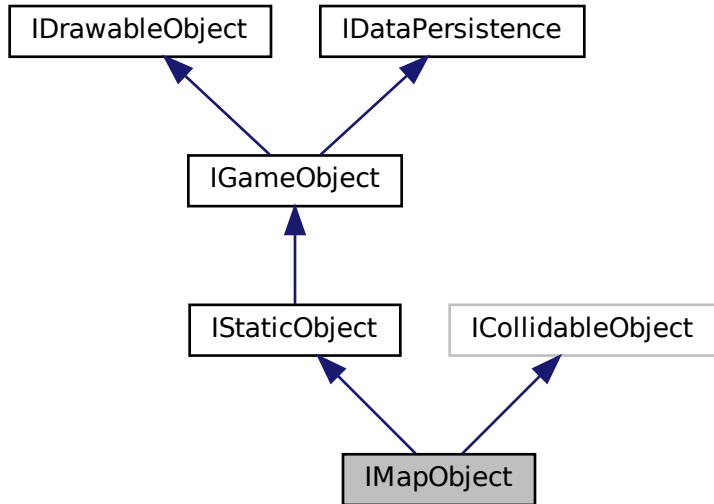 IDrawableObject
IDataPersistence
IGameObject
IStaticObject
ICollidableObject
IMapObject